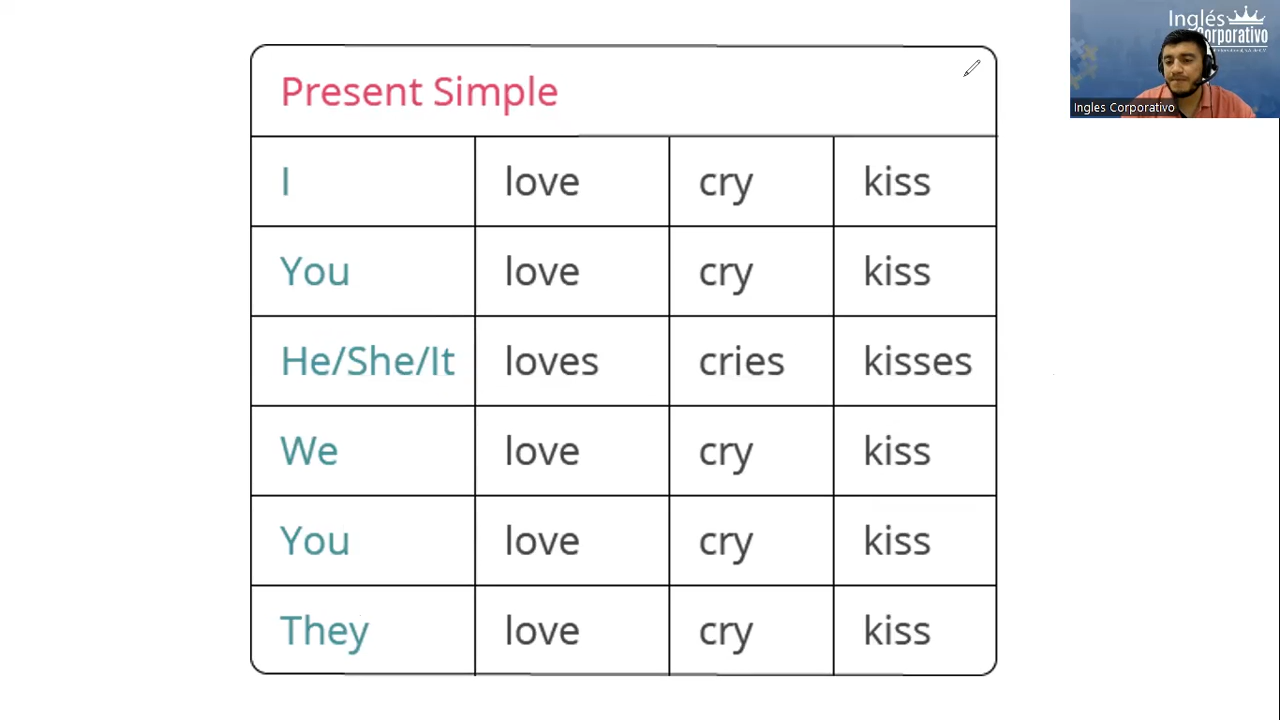 Present Simple
I love cry kiss
You love cry kiss
He/She/It loves cries kisses
We love cry kiss
You love cry kiss
They love cry kiss
Inglés
Corporativo
Ingles Corporativo